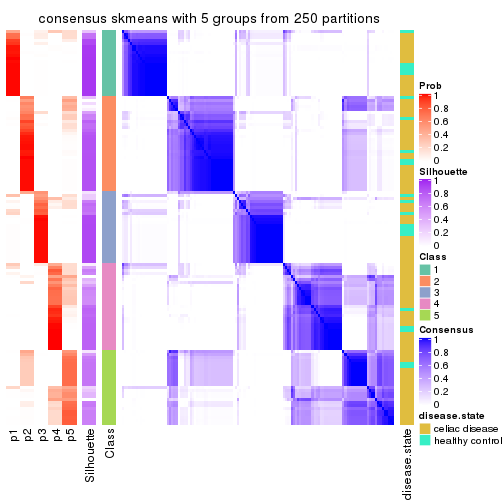 consensus skmeans with 5 groups from 250 partitions
Prob
1
0.8
0.6
0.4
0.2
0
Silhouette
1
0.8
0.6
0.4
0.2
0
Class
1
2
3
4
5
Consensus
1
0.8
0.6
0.4
0.2
0
disease.state
celiac disease
healthy control
p1
p2
p3
p4
p5
Silhouette
Class
disease.state